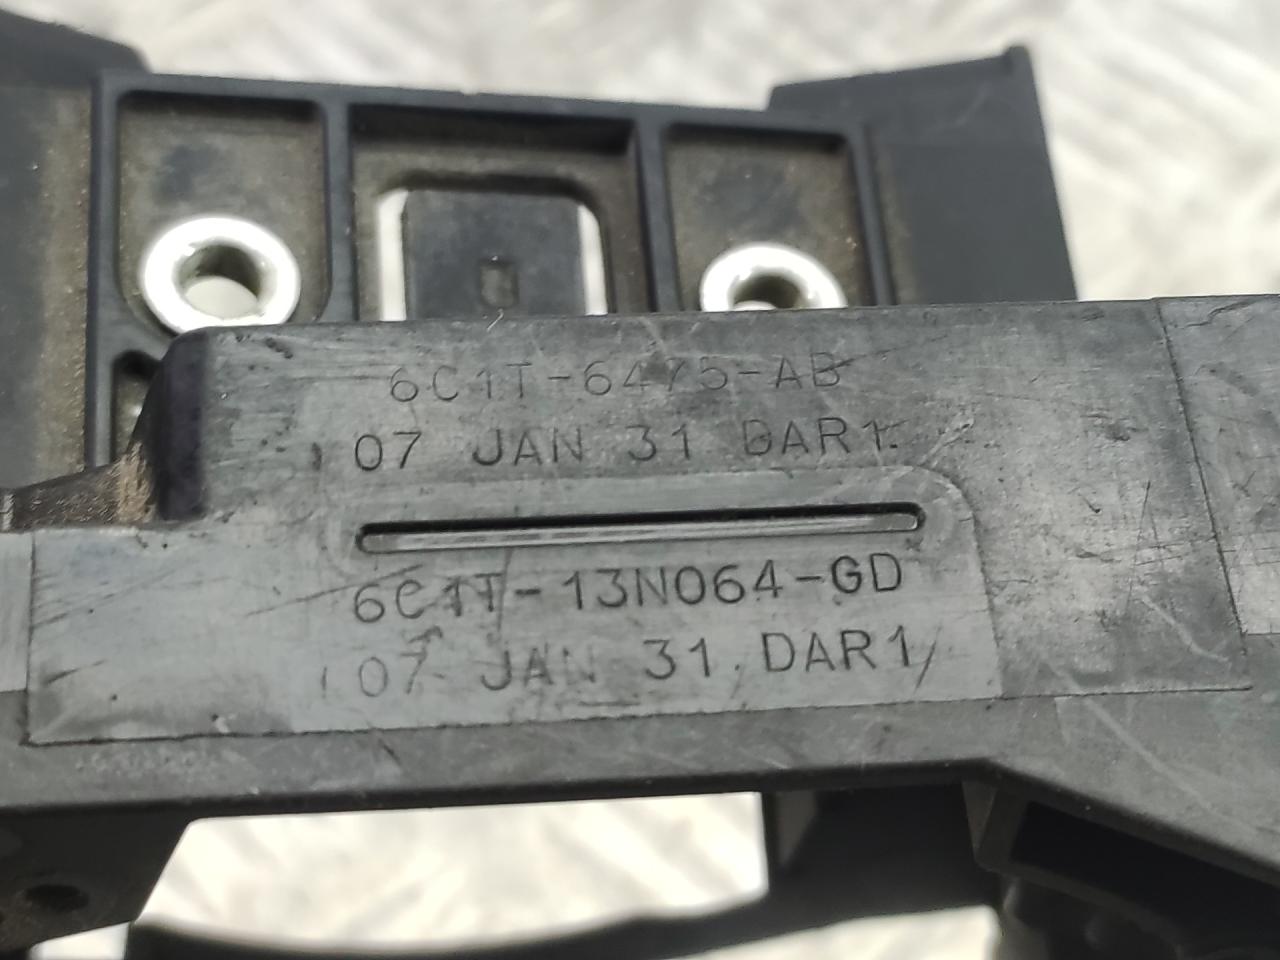 6C1T-6475-AB
07 JAN 31 DAR1
6C1T-13N064-GD
07 JAN 31 DAR1